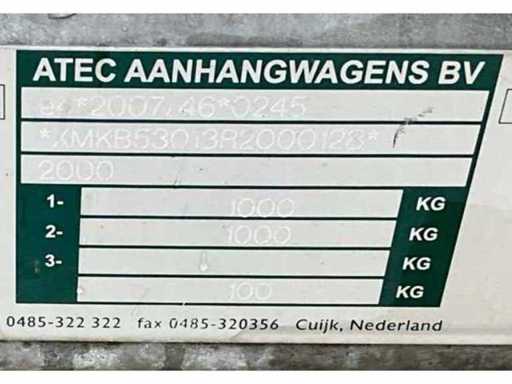 ATEC AANHANGWAGENS BV
e4*2007/46*0245
*XMKB53013R2000128*
2000
1- 1000 KG
2- 1000 KG
3- KG
100 KG
0485-322 322 fax 0485-320356 Cuijk, Nederland